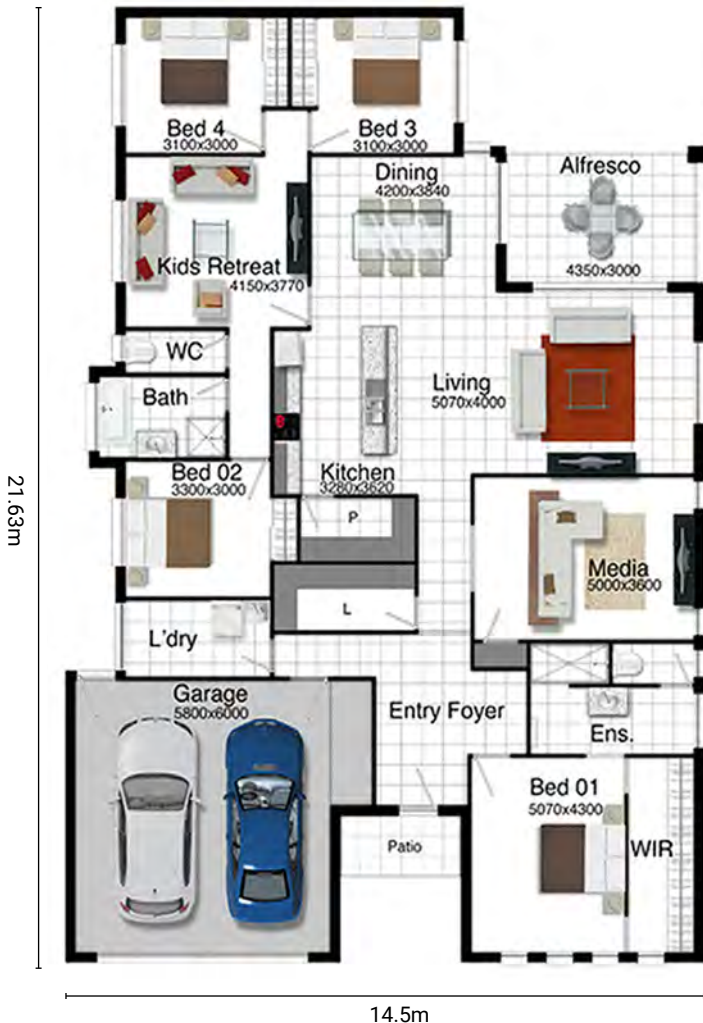 Bed 4
3100x3000
Bed 3
3100x3000
Dining
4200x3840
Alfresco
4350x3000
Kids Retreat
4150x3770
WC
Bath
Living
5070x4000
Bed 02
3300x3000
Kitchen
3280x3620
P
Media
5000x3600
L
L'dry
Garage
5800x6000
Entry Foyer
Ens.
Bed 01
5070x4300
WIR
Patio
21.63m
14.5m